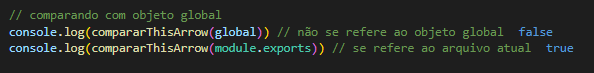 // comparando com objeto global
console.log(compararThisArrow(global)) // não se refere ao objeto global  false
console.log(compararThisArrow(module.exports)) // se refere ao arquivo atual  true